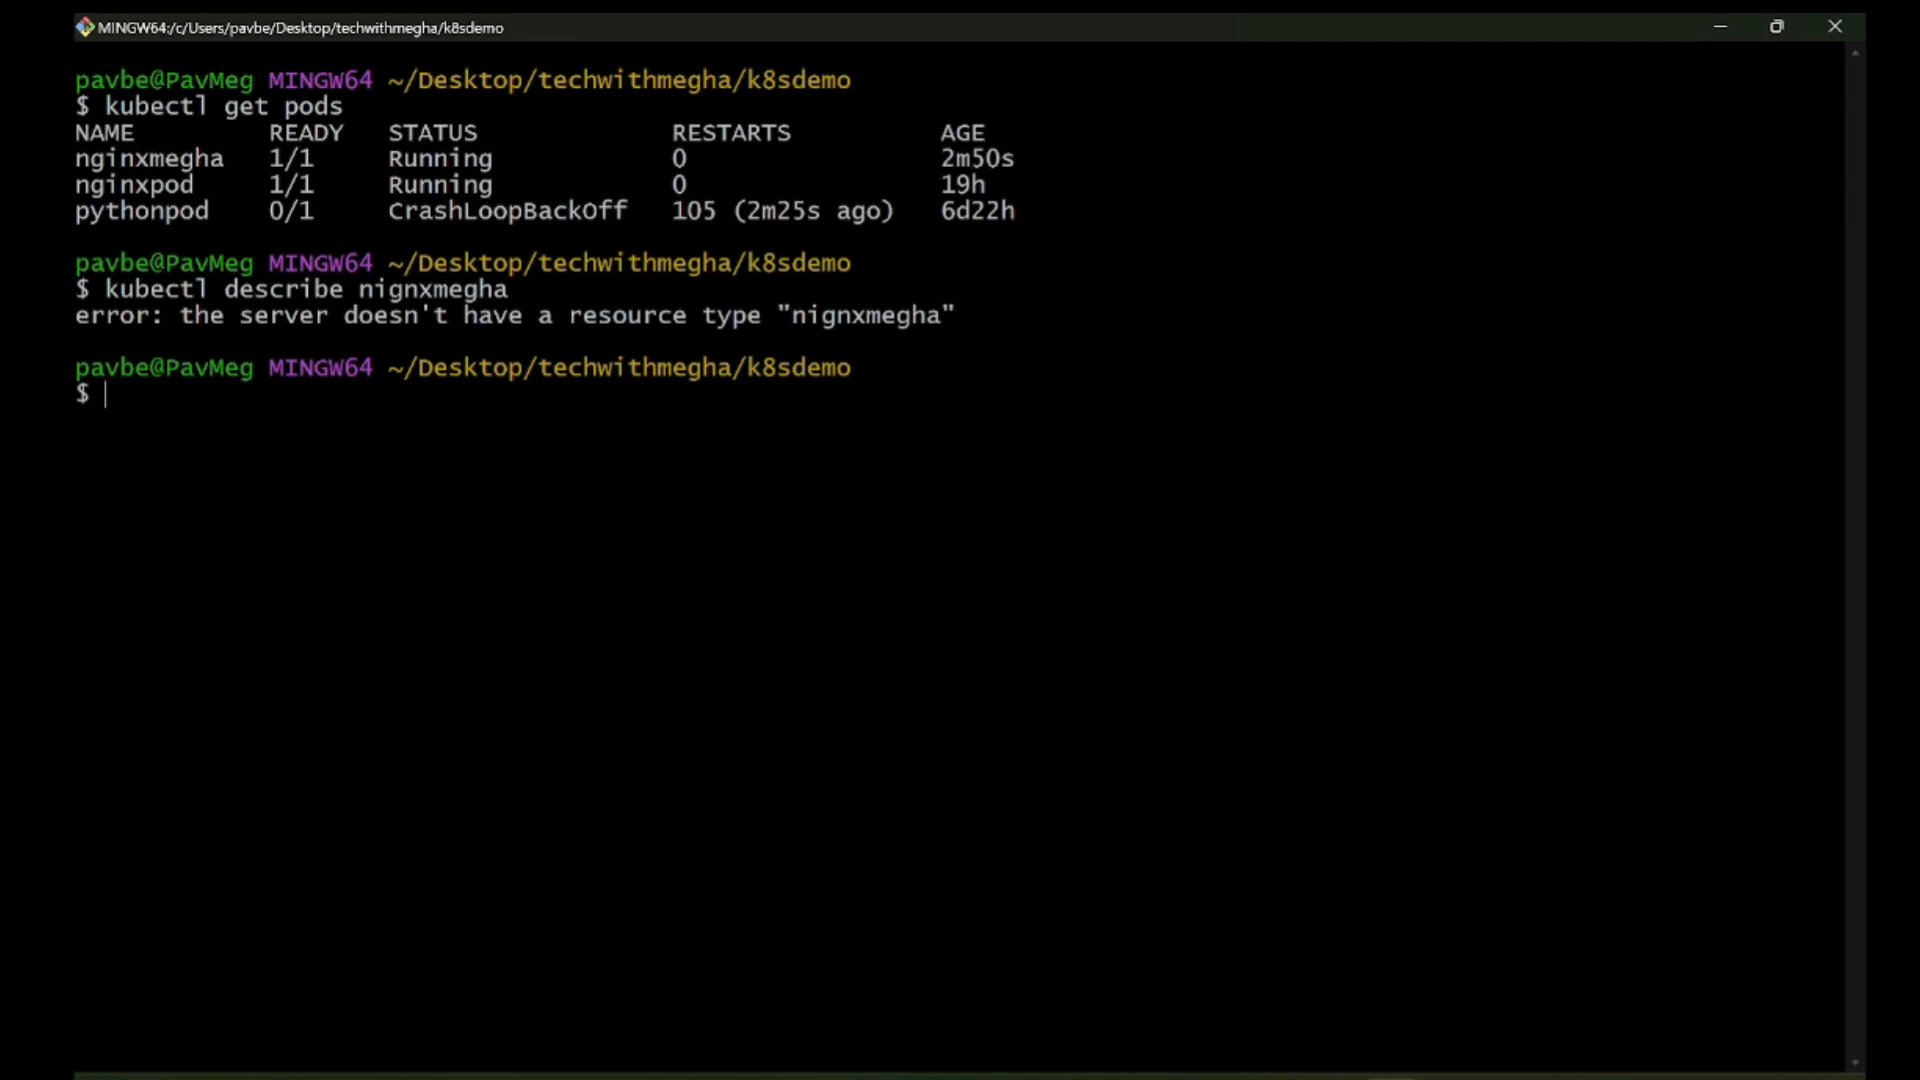 MINGW64:/c/Users/pavbe/Desktop/techwithmegha/k8sdemo
pavbe@PavMeg MINGW64 ~/Desktop/techwithmegha/k8sdemo
$ kubectl get pods
NAME READY STATUS RESTARTS AGE
nginxmegha 1/1 Running 0 2m50s
nginxpod 1/1 Running 0 19h
pythonpod 0/1 CrashLoopBackOff 105 (2m25s ago) 6d22h
pavbe@PavMeg MINGW64 ~/Desktop/techwithmegha/k8sdemo
$ kubectl describe nignxmegha
error: the server doesn't have a resource type "nignxmegha"
pavbe@PavMeg MINGW64 ~/Desktop/techwithmegha/k8sdemo
$